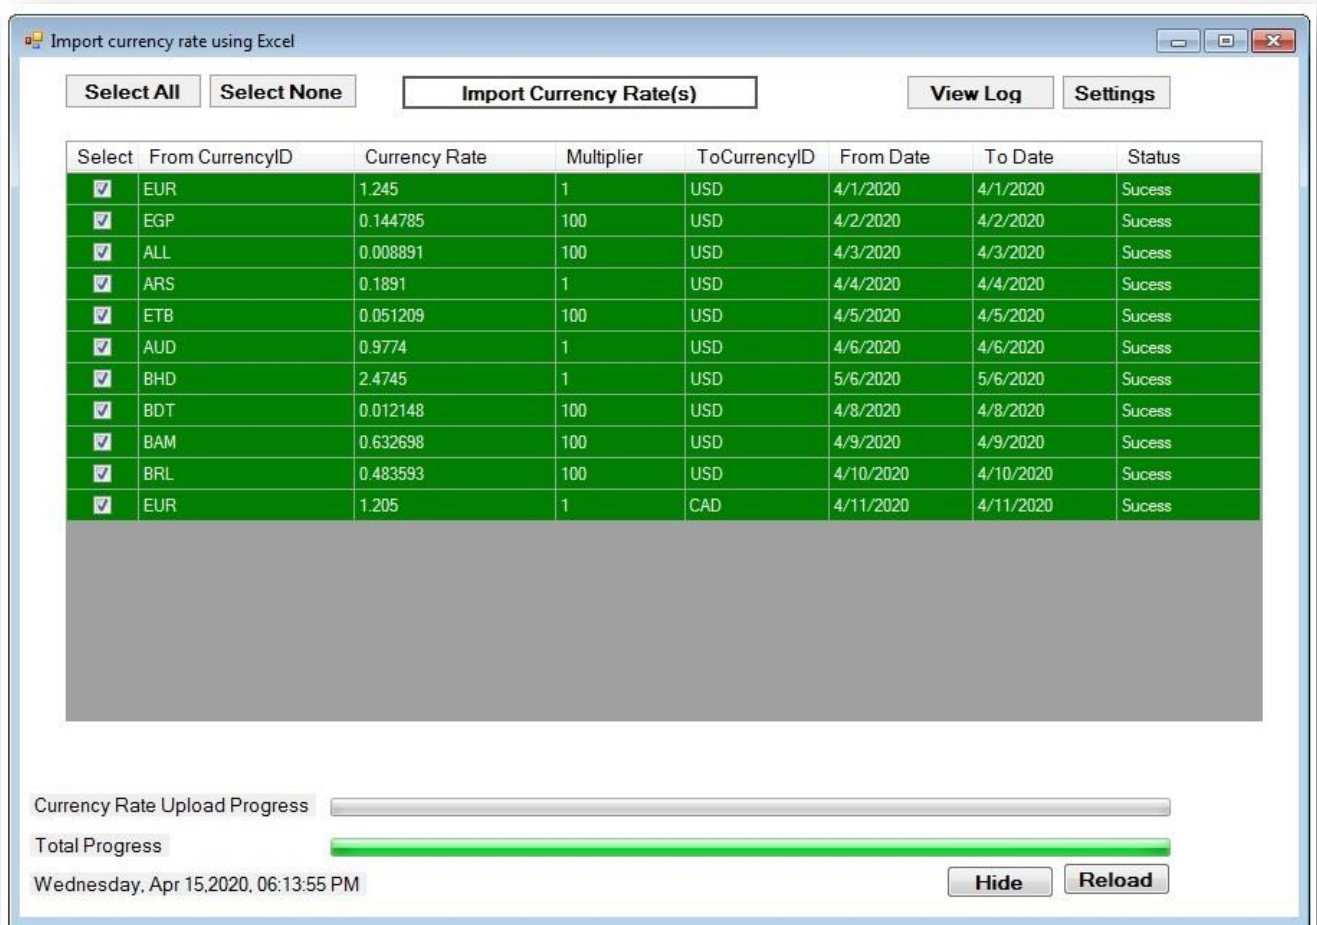 Import currency rate using Excel
Select All Select None Import Currency Rate(s) View Log Settings
Select From CurrencyID Currency Rate Multiplier ToCurrencyID From Date To Date Status
EUR 1.245 1 USD 4/1/2020 4/1/2020 Sucess
EGP 0.144785 100 USD 4/2/2020 4/2/2020 Sucess
ALL 0.008891 100 USD 4/3/2020 4/3/2020 Sucess
ARS 0.1891 1 USD 4/4/2020 4/4/2020 Sucess
ETB 0.051209 100 USD 4/5/2020 4/5/2020 Sucess
AUD 0.9774 1 USD 4/6/2020 4/6/2020 Sucess
BHD 2.4745 1 USD 5/6/2020 5/6/2020 Sucess
BDT 0.012148 100 USD 4/8/2020 4/8/2020 Sucess
BAM 0.632698 100 USD 4/9/2020 4/9/2020 Sucess
BRL 0.483593 100 USD 4/10/2020 4/10/2020 Sucess
EUR 1.205 1 CAD 4/11/2020 4/11/2020 Sucess
Currency Rate Upload Progress
Total Progress
Wednesday, Apr 15,2020, 06:13:55 PM Hide Reload